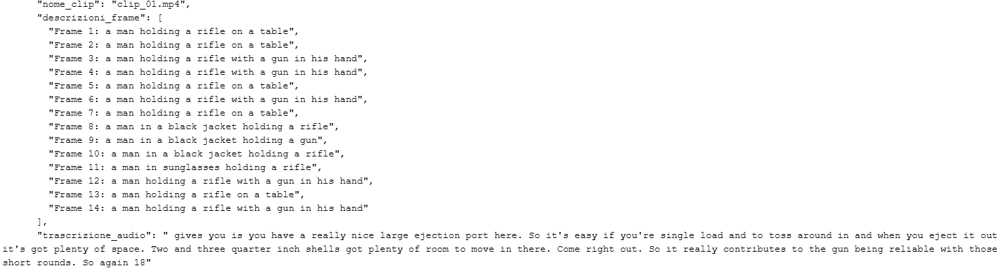 "nome_clip": "clip_01.mp4",
"descrizioni_frame": [
"Frame 1: a man holding a rifle on a table",
"Frame 2: a man holding a rifle on a table",
"Frame 3: a man holding a rifle with a gun in his hand",
"Frame 4: a man holding a rifle with a gun in his hand",
"Frame 5: a man holding a rifle on a table",
"Frame 6: a man holding a rifle with a gun in his hand",
"Frame 7: a man holding a rifle on a table",
"Frame 8: a man in a black jacket holding a rifle",
"Frame 9: a man in a black jacket holding a gun",
"Frame 10: a man in a black jacket holding a rifle",
"Frame 11: a man in sunglasses holding a rifle",
"Frame 12: a man holding a rifle with a gun in his hand",
"Frame 13: a man holding a rifle on a table",
"Frame 14: a man holding a rifle with a gun in his hand"
],
"trascrizione_audio": " gives you is you have a really nice large ejection port here. So it's easy if you're single load and to toss around in and when you eject it out
it's got plenty of space. Two and three quarter inch shells got plenty of room to move in there. Come right out. So it really contributes to the gun being reliable with those
short rounds. So again 18"